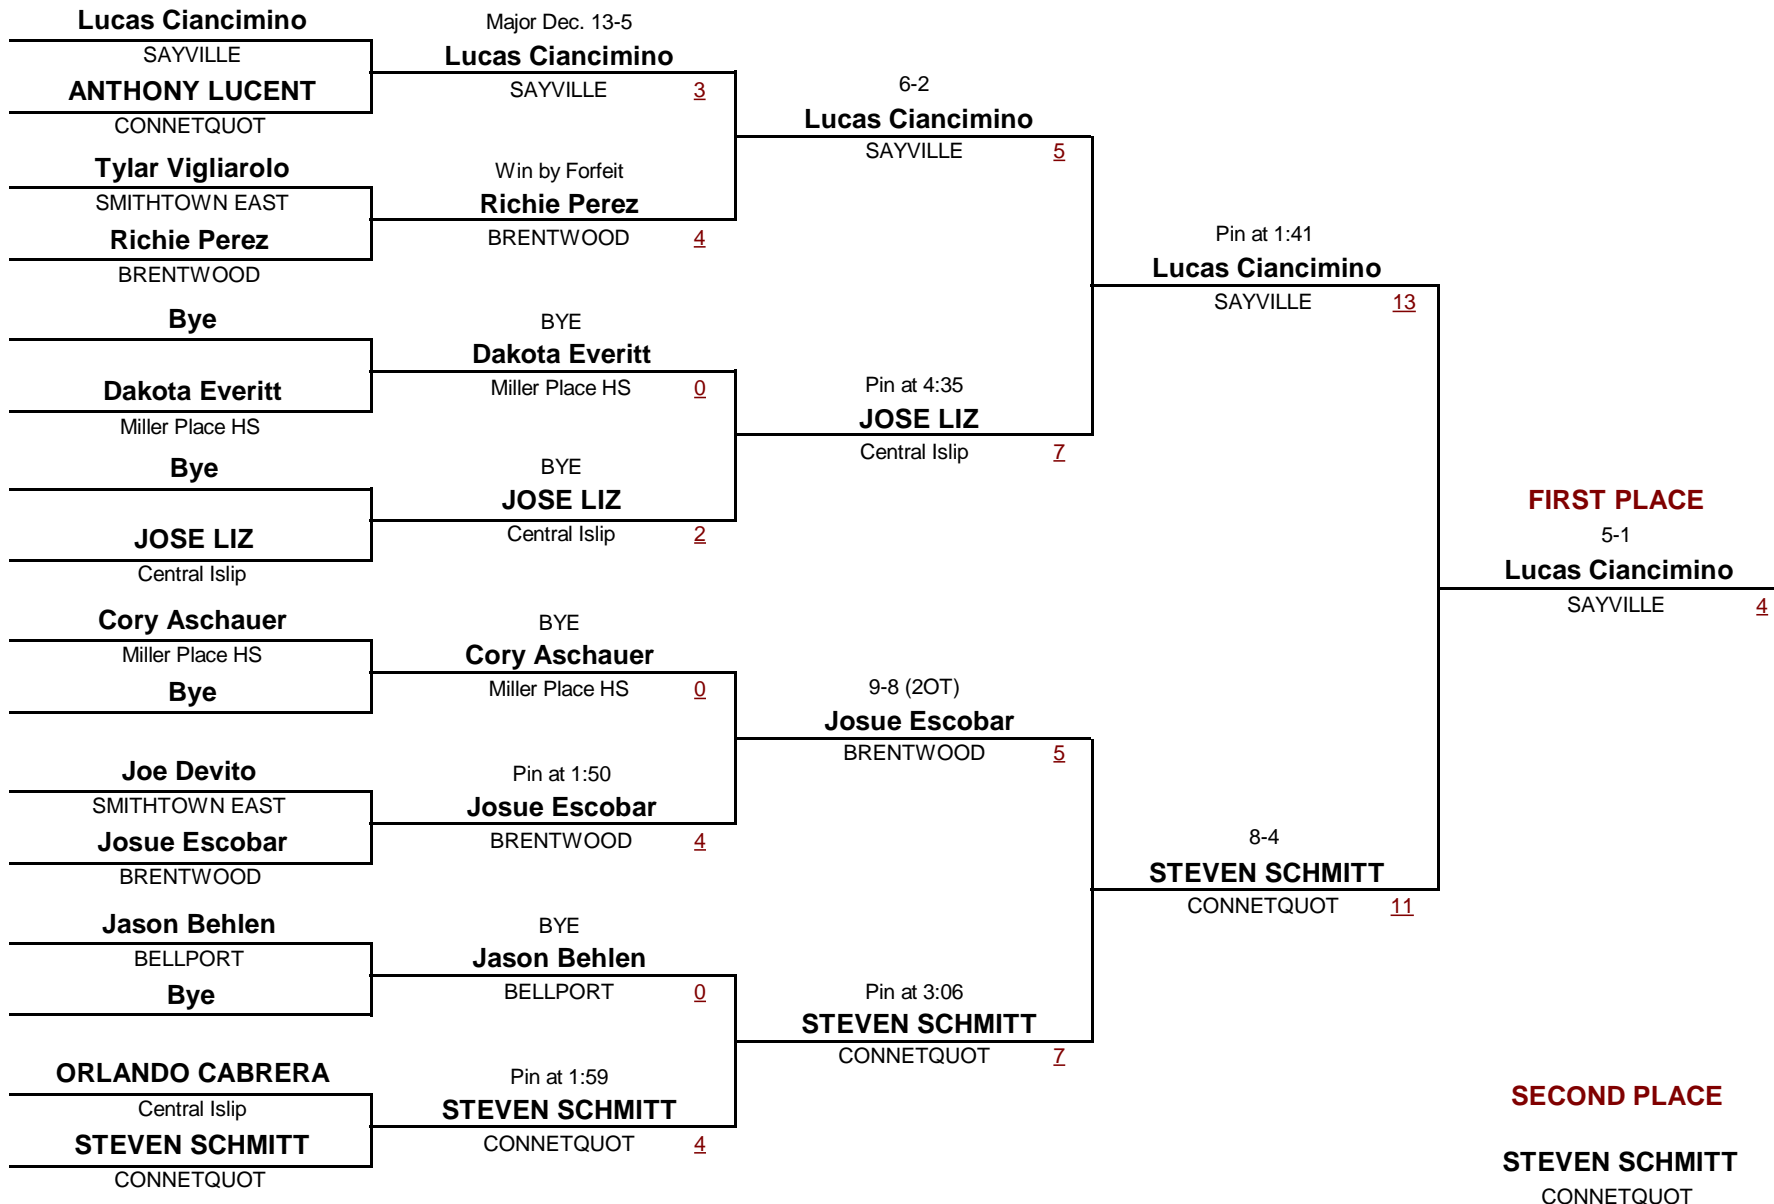 Lucas Ciancimino
SAYVILLE
ANTHONY LUCENT
CONNETQUOT
Tylar Vigliarolo
SMITHTOWN EAST
Richie Perez
BRENTWOOD
Bye
Dakota Everitt
Miller Place HS
Bye
JOSE LIZ
Central Islip
Cory Aschauer
Miller Place HS
Bye
Joe Devito
SMITHTOWN EAST
Josue Escobar
BRENTWOOD
Jason Behlen
BELLPORT
Bye
ORLANDO CABRERA
Central Islip
STEVEN SCHMITT
CONNETQUOT
Major Dec. 13-5
Lucas Ciancimino
SAYVILLE 3
Win by Forfeit
Richie Perez
BRENTWOOD 4
BYE
Dakota Everitt
Miller Place HS 0
BYE
JOSE LIZ
Central Islip 2
BYE
Cory Aschauer
Miller Place HS 0
Pin at 1:50
Josue Escobar
BRENTWOOD 4
BYE
Jason Behlen
BELLPORT 0
Pin at 1:59
STEVEN SCHMITT
CONNETQUOT 4
6-2
Lucas Ciancimino
SAYVILLE 5
Pin at 4:35
JOSE LIZ
Central Islip 7
9-8 (2OT)
Josue Escobar
BRENTWOOD 5
Pin at 3:06
STEVEN SCHMITT
CONNETQUOT 7
Pin at 1:41
Lucas Ciancimino
SAYVILLE 13
8-4
STEVEN SCHMITT
CONNETQUOT 11
FIRST PLACE
5-1
Lucas Ciancimino
SAYVILLE 4
SECOND PLACE
STEVEN SCHMITT
CONNETQUOT